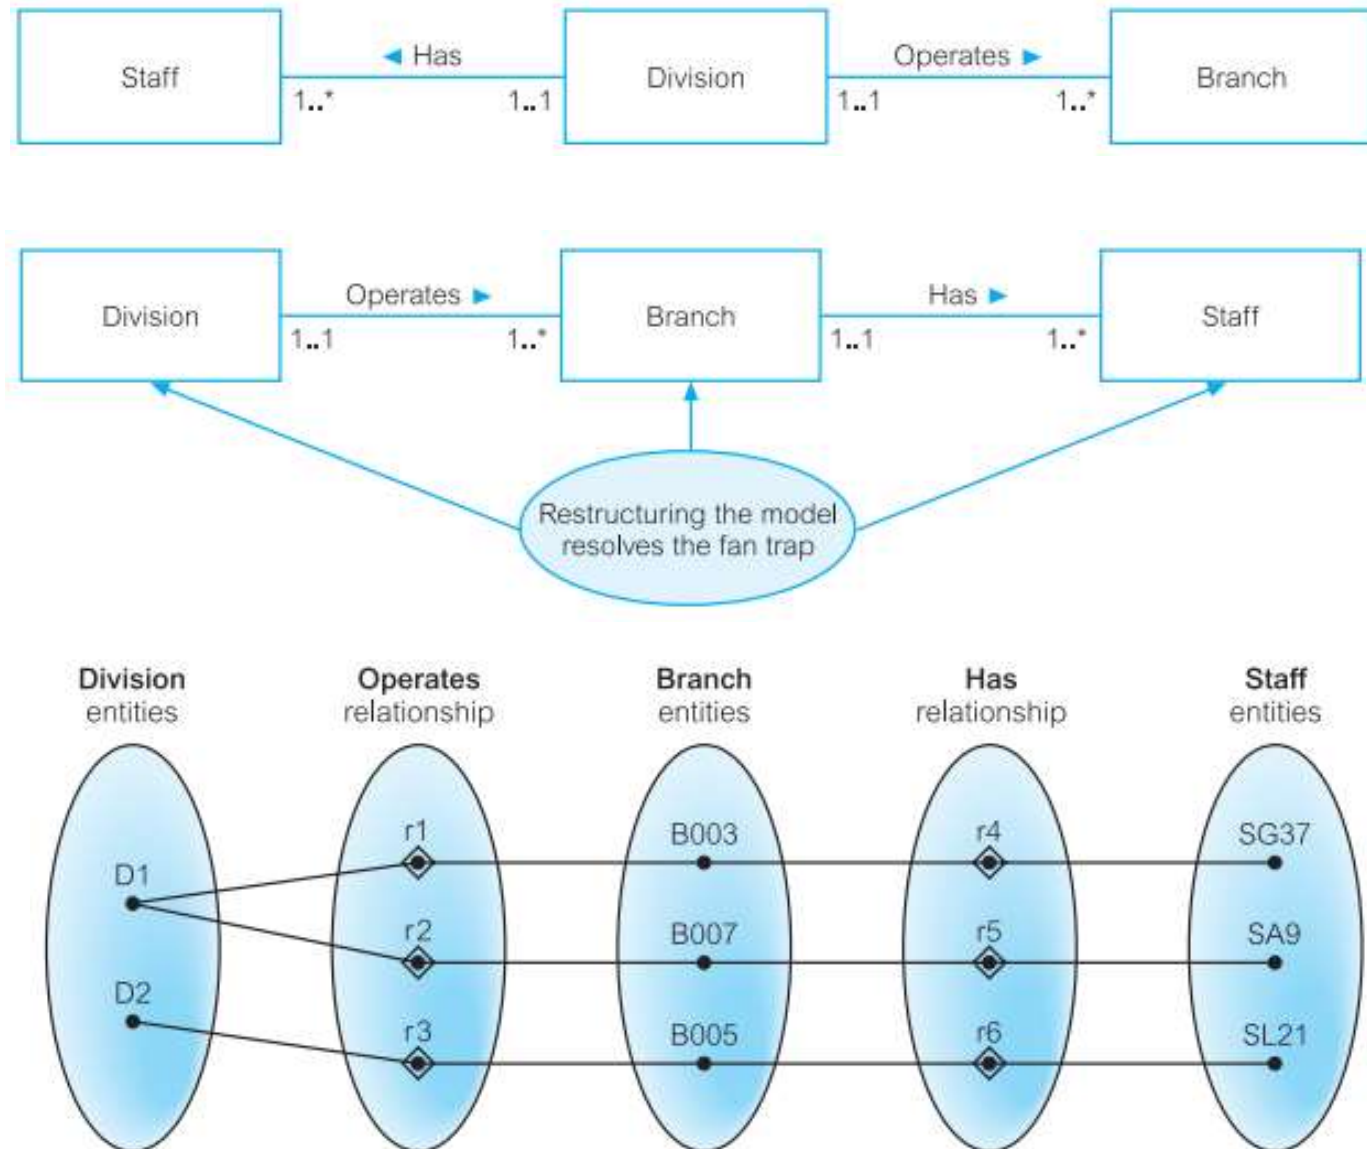 Staff ◄ Has Division Operates ► Branch
1..* 1..1 1..1 1..*
Division Operates ► Branch Has ► Staff
1..1 1..* 1..1 1..*
Restructuring the model
resolves the fan trap
Division Operates Branch Has Staff
entities relationship entities relationship entities
r1 B003 r4 SG37
D1
r2 B007 r5 SA9
D2
r3 B005 r6 SL21